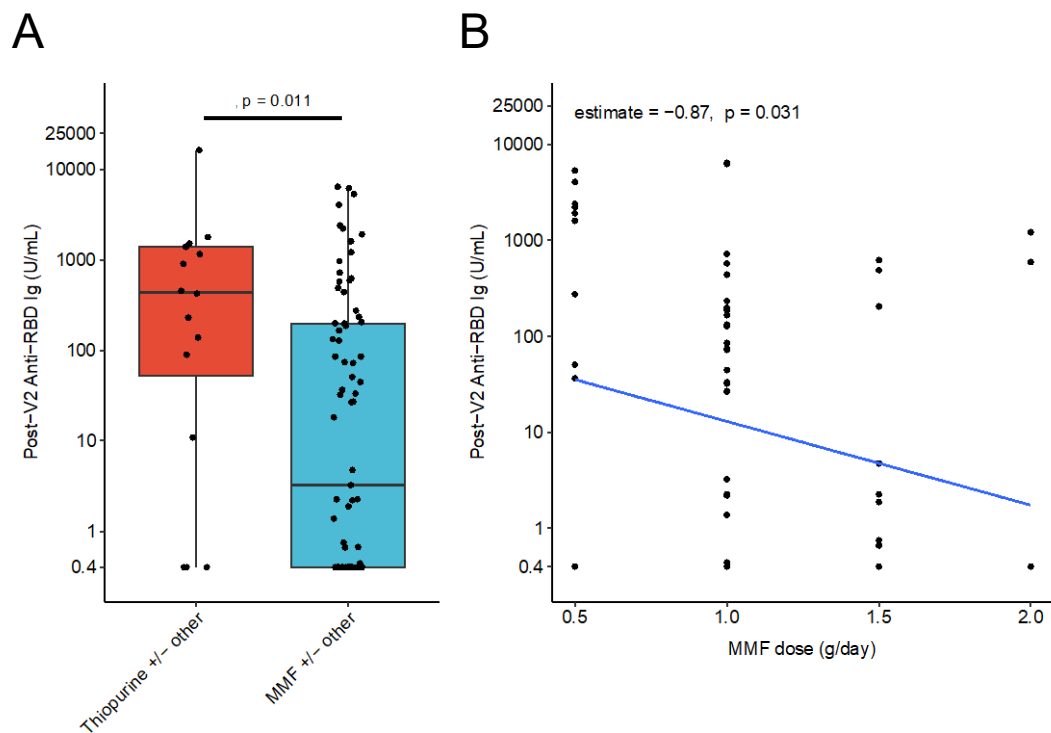 A
B
, p = 0.011
estimate = −0.87, p = 0.031
Post−V2 Anti−RBD Ig (U/mL)
25000
10000
1000
100
10
1
0.4
Thiopurine +/− other
MMF +/− other
Post−V2 Anti−RBD Ig (U/mL)
25000
10000
1000
100
10
1
0.4
0.5
1.0
1.5
2.0
MMF dose (g/day)